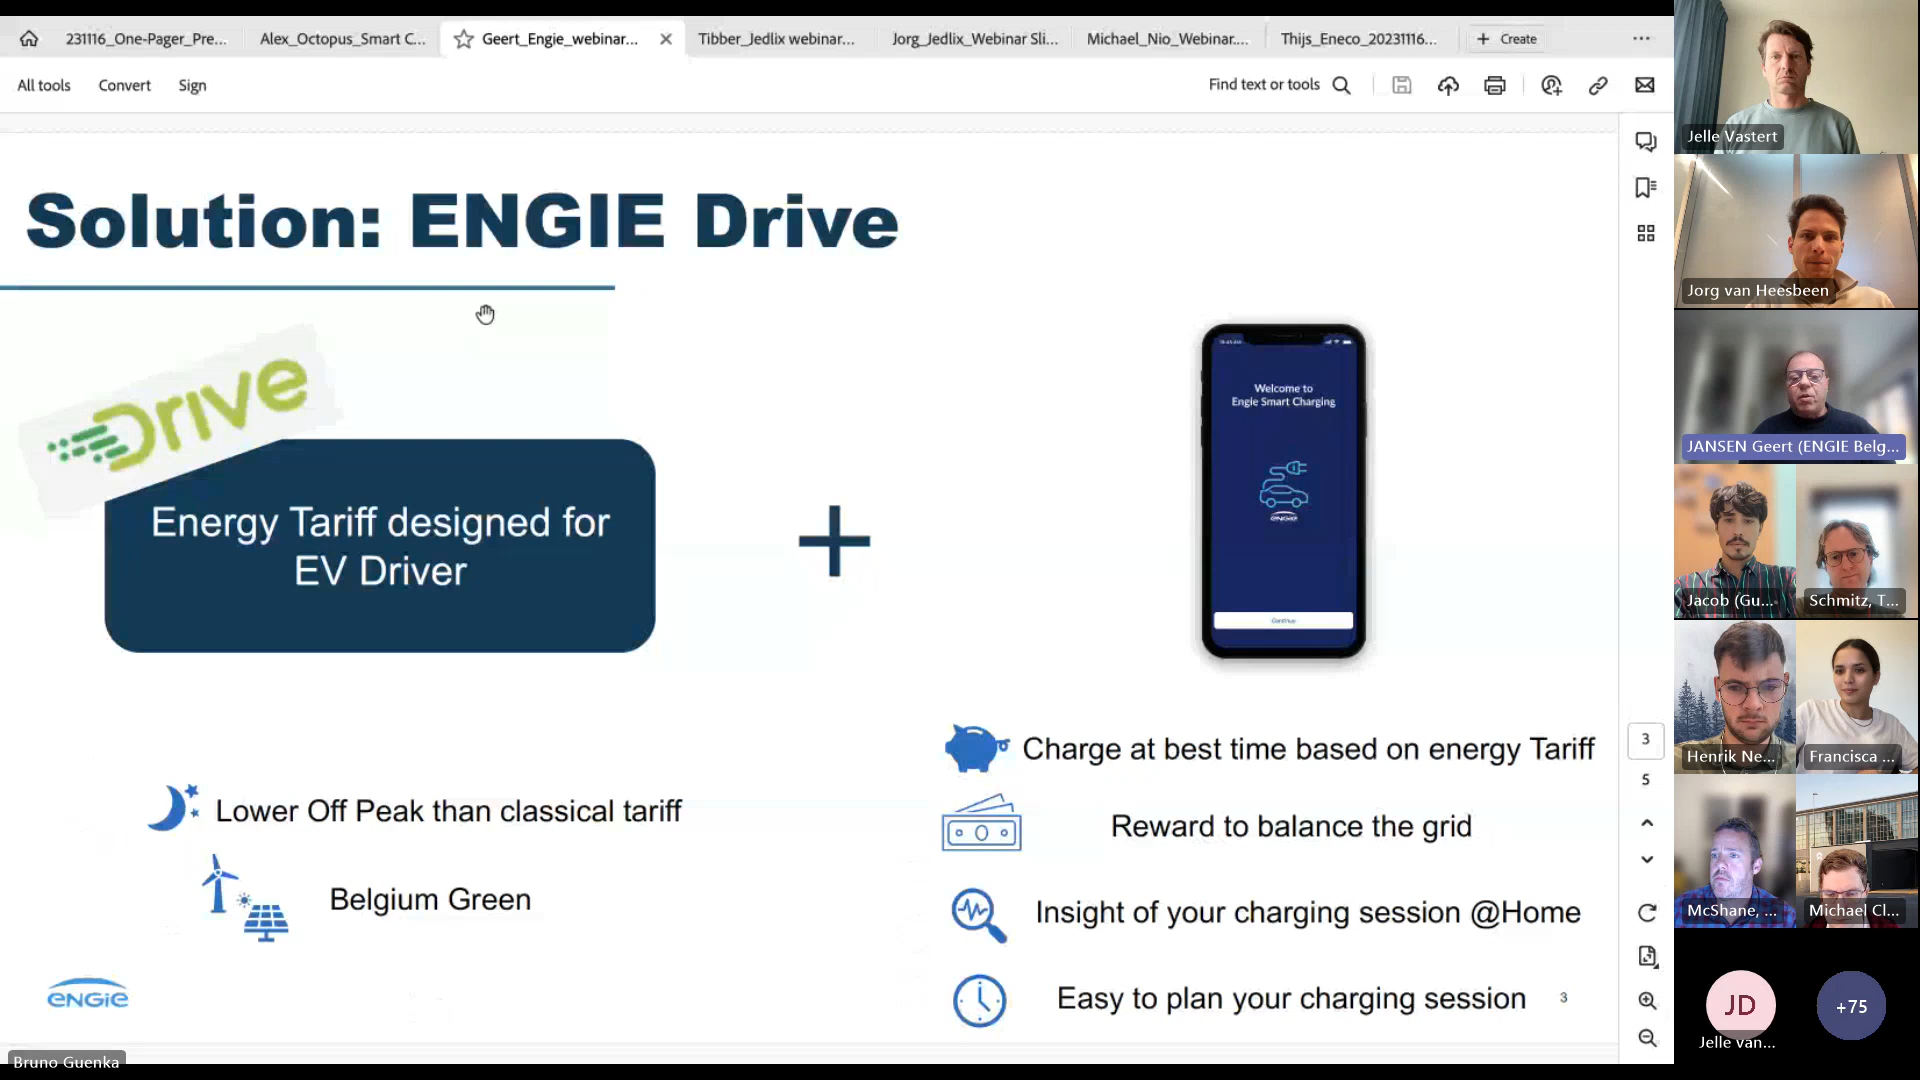 231116_One-Pager_Pre...
Alex_Octopus_Smart C...
Geert_Engie_webinar...
Tibber_Jedlix webinar...
Jorg_Jedlix_Webinar Sli...
Michael_Nio_Webinar....
Thijs_Eneco_20231116...
Create
All tools
Convert
Sign
Find text or tools
Solution: ENGIE Drive
Drive
Energy Tariff designed for
EV Driver
+
Welcome to
Engie Smart Charging
ENGIE
Continue
Lower Off Peak than classical tariff
Belgium Green
Charge at best time based on energy Tariff
Reward to balance the grid
Insight of your charging session @Home
Easy to plan your charging session
3
ENGIE
3
5
Bruno Guenka
Jelle Vastert
Jorg van Heesbeen
JANSEN Geert (ENGIE Belg...
Jacob (Gu...
Schmitz, T...
Henrik Ne...
Francisca ...
McShane, ...
Michael Cl...
JD
Jelle van...
+75